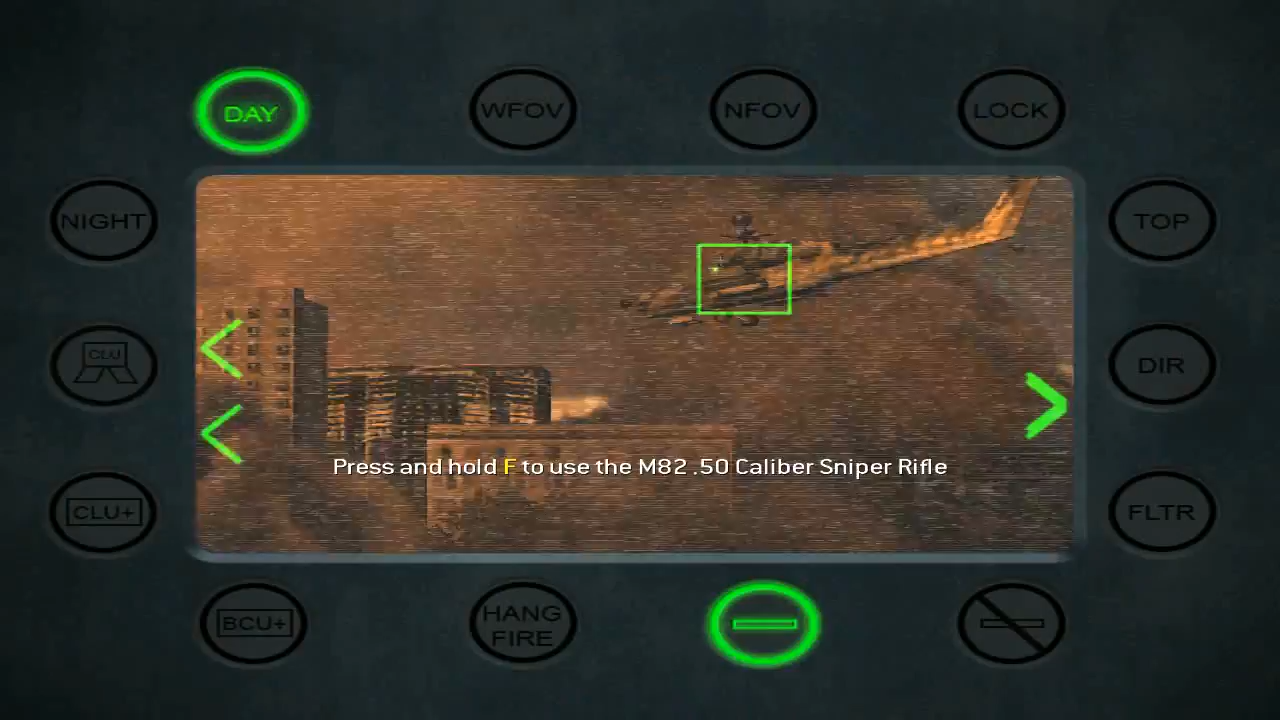 DAY
WFOV
NFOV
LOCK
NIGHT
TOP
CLU
DIR
Press and hold F to use the M82 .50 Caliber Sniper Rifle
CLU+
FLTR
BCU+
HANG
FIRE